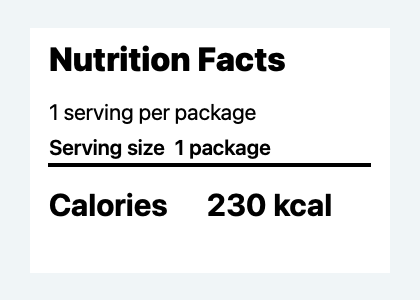 Nutrition Facts
1 serving per package
Serving size 1 package
Calories 230 kcal